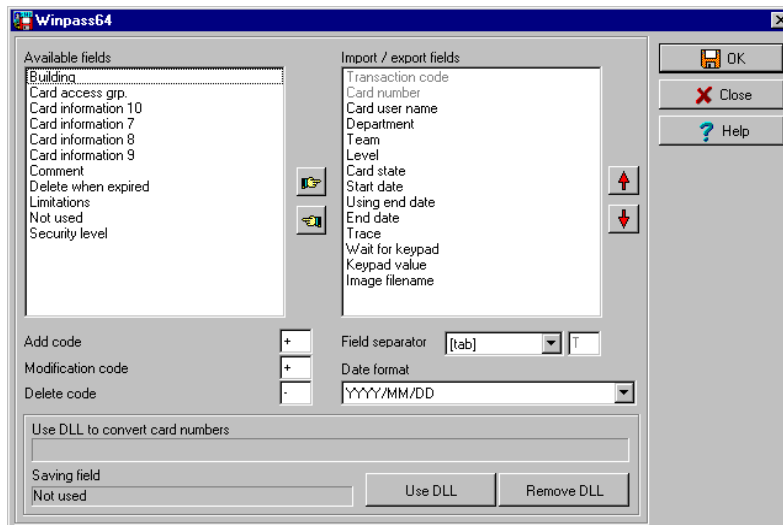 Winpass64
Available fields
Building
Card access grp.
Card information 10
Card information 7
Card information 8
Card information 9
Comment
Delete when expired
Limitations
Not used
Security level
Import / export fields
Transaction code
Card number
Card user name
Department
Team
Level
Card state
Start date
Using end date
End date
Trace
Wait for keypad
Keypad value
Image filename
OK
Close
Help
Add code
+
Modification code
+
Delete code
-
Field separator
[tab]
T
Date format
YYYY/MM/DD
Use DLL to convert card numbers
Saving field
Not used
Use DLL
Remove DLL